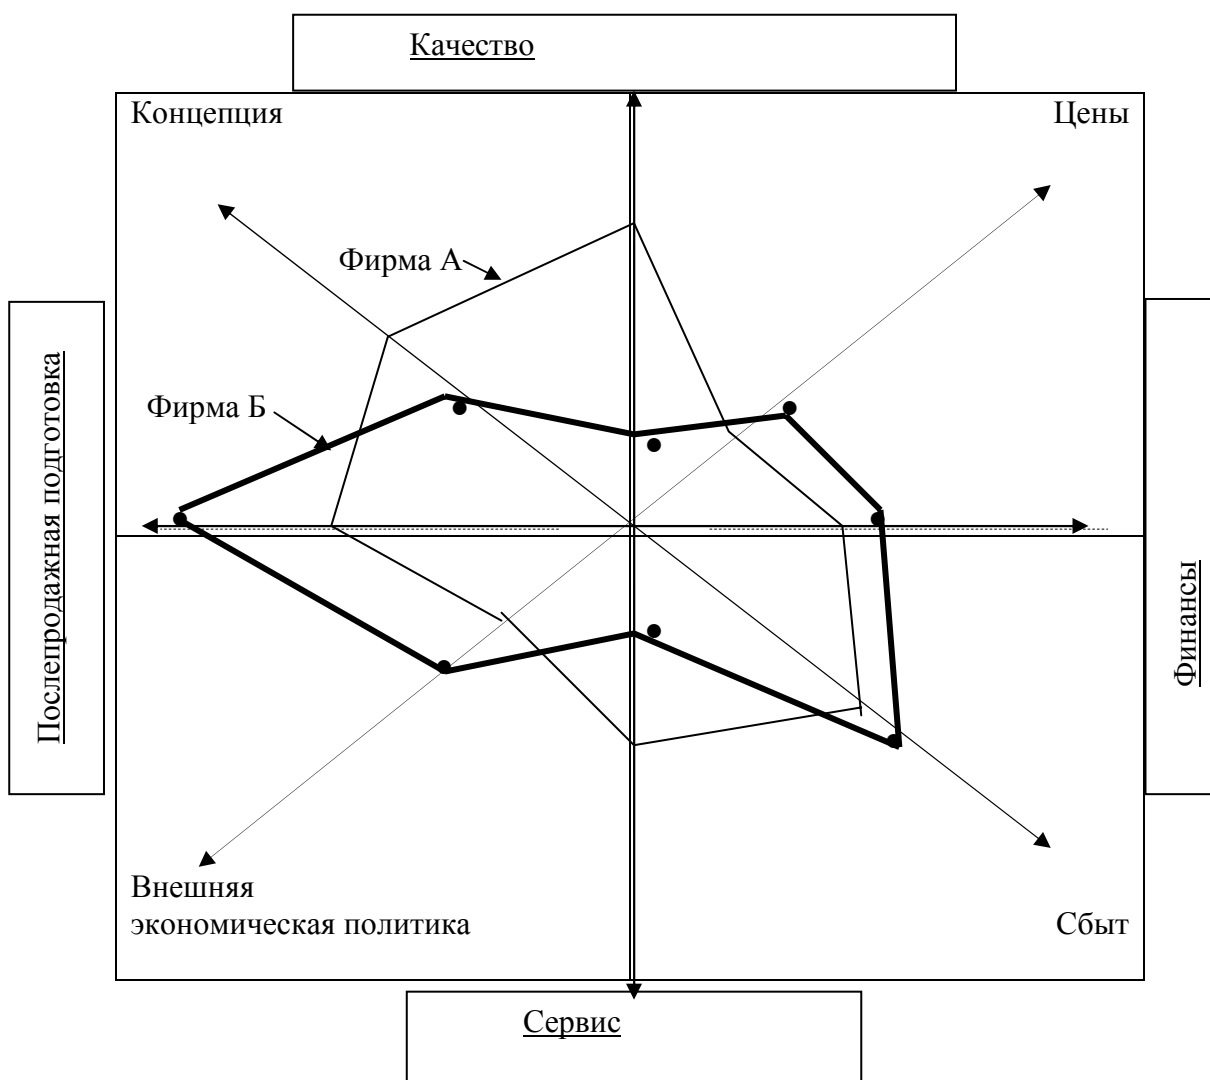 Качество
Концепция
Цены
Фирма А
Фирма Б
Послепродажная подготовка
Финансы
Внешняя
экономическая политика
Сбыт
Сервис